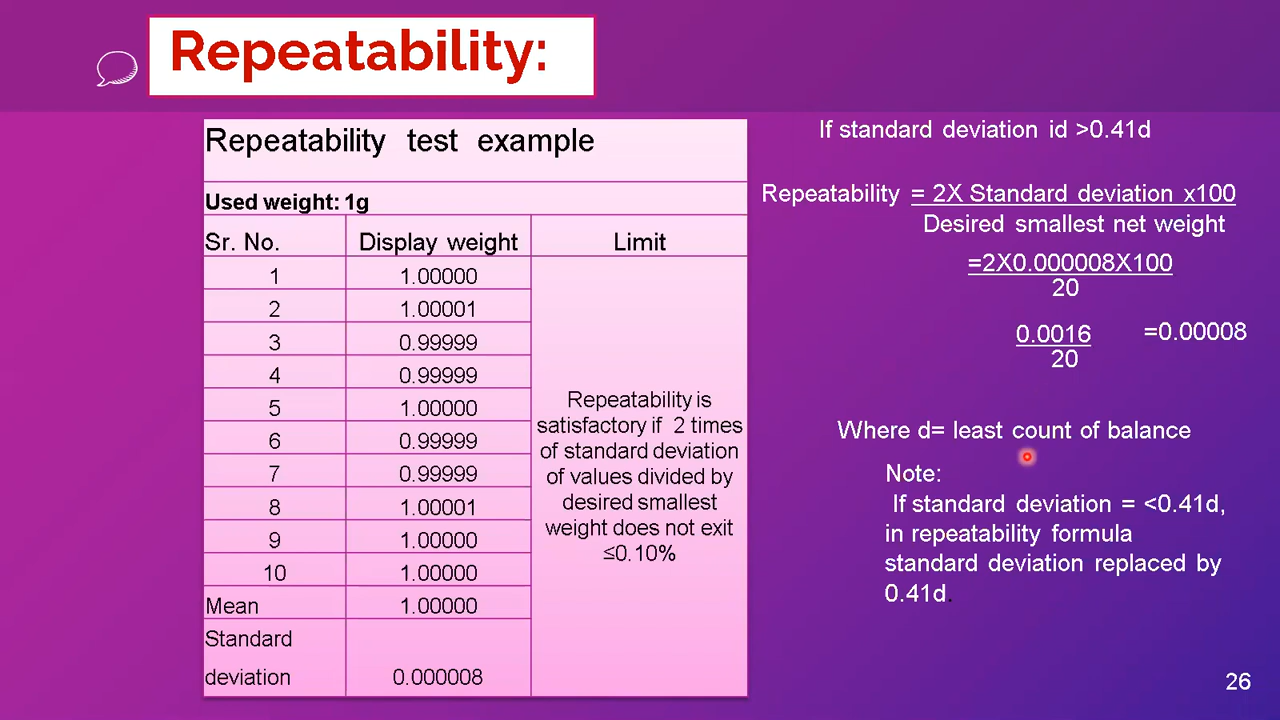 Repeatability:
Repeatability test example
Used weight: 1g
Sr. No. Display weight Limit
1 1.00000
2 1.00001
3 0.99999
4 0.99999
5 1.00000
6 0.99999
7 0.99999
8 1.00001
9 1.00000
10 1.00000
Mean 1.00000
Standard
deviation 0.000008
Repeatability is
satisfactory if 2 times
of standard deviation
of values divided by
desired smallest
weight does not exit
≤0.10%
If standard deviation id >0.41d
Repeatability = 2X Standard deviation x100
Desired smallest net weight
=2X0.000008X100
20
0.0016 =0.00008
20
Where d= least count of balance
Note:
If standard deviation = <0.41d,
in repeatability formula
standard deviation replaced by
0.41d.
26